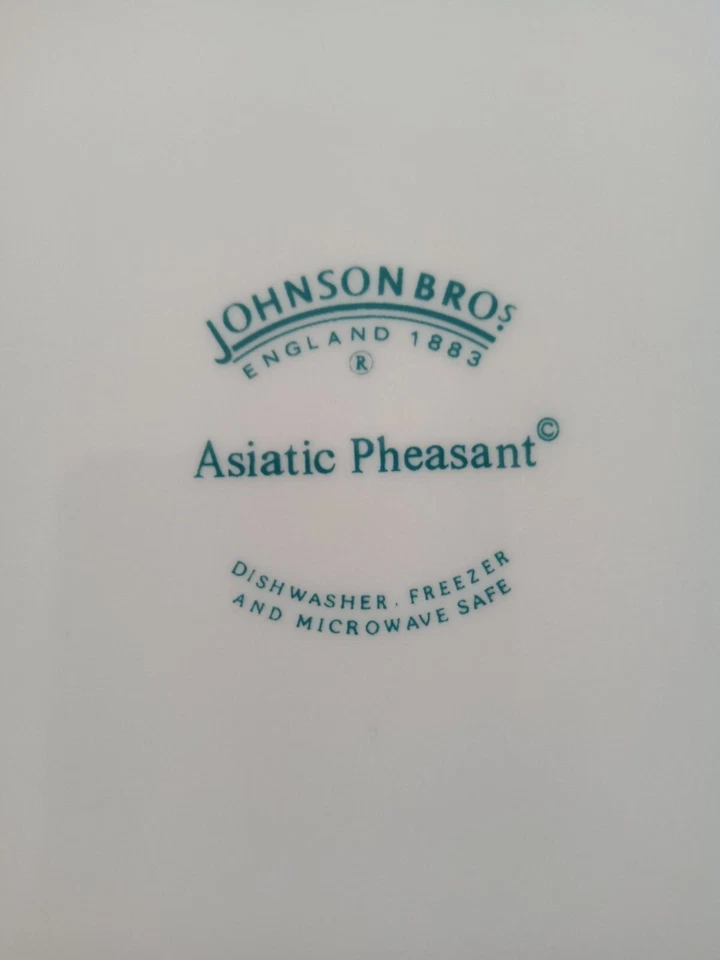 JOHNSON BROS.
ENGLAND 1883
®
Asiatic Pheasant©
DISHWASHER. FREEZER
AND MICROWAVE SAFE